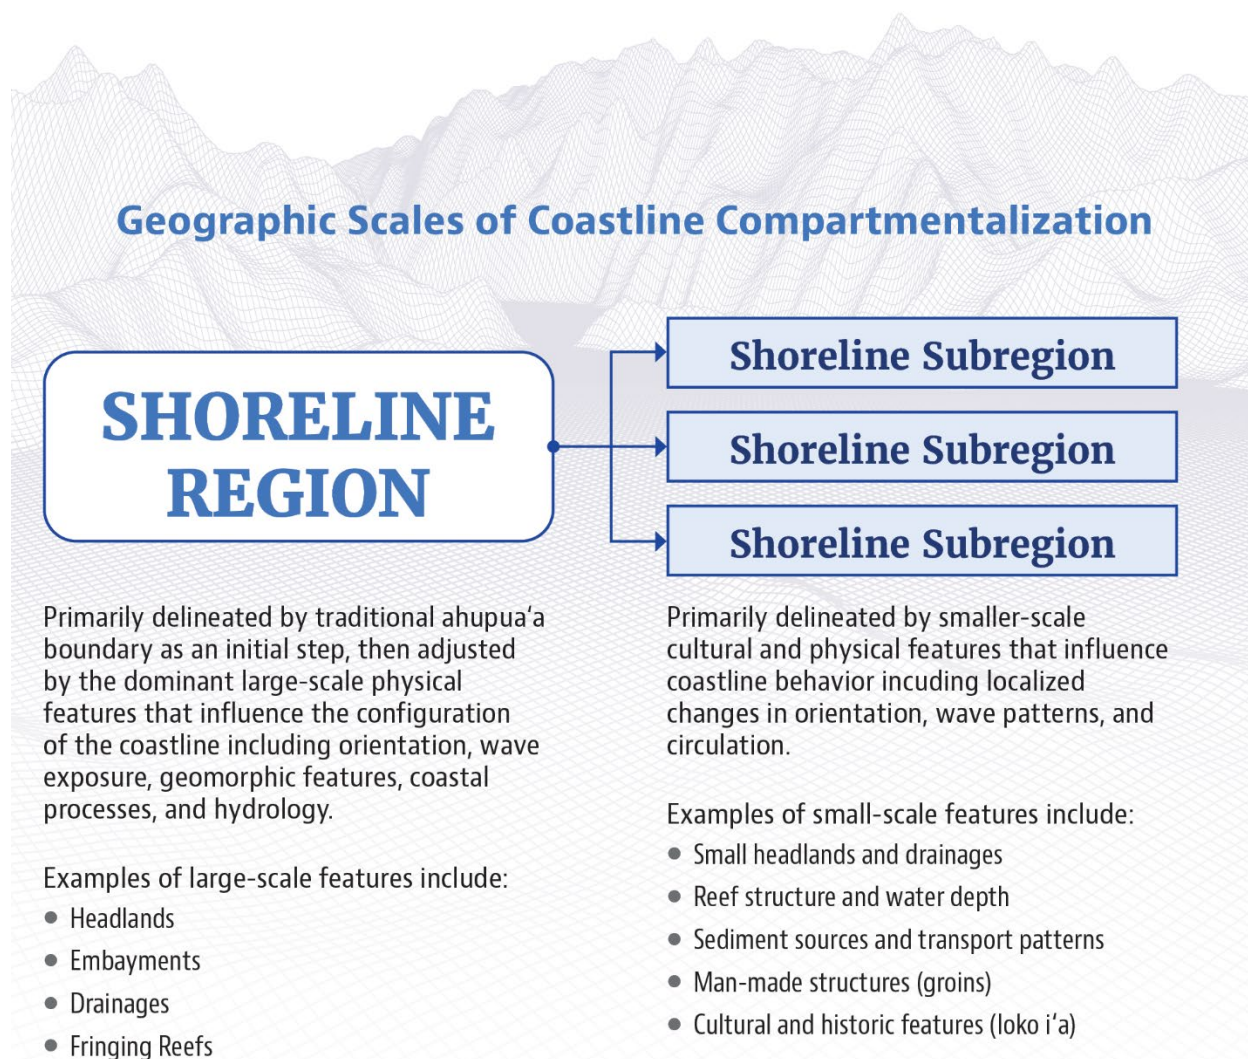 Geographic Scales of Coastline Compartmentalization
SHORELINE
REGION
Shoreline Subregion
Shoreline Subregion
Shoreline Subregion
Primarily delineated by traditional ahupuaʻa
boundary as an initial step, then adjusted
by the dominant large-scale physical
features that influence the configuration
of the coastline including orientation, wave
exposure, geomorphic features, coastal
processes, and hydrology.
Examples of large-scale features include:
• Headlands
• Embayments
• Drainages
• Fringing Reefs
Primarily delineated by smaller-scale
cultural and physical features that influence
coastline behavior incuding localized
changes in orientation, wave patterns, and
circulation.
Examples of small-scale features include:
• Small headlands and drainages
• Reef structure and water depth
• Sediment sources and transport patterns
• Man-made structures (groins)
• Cultural and historic features (loko iʻa)